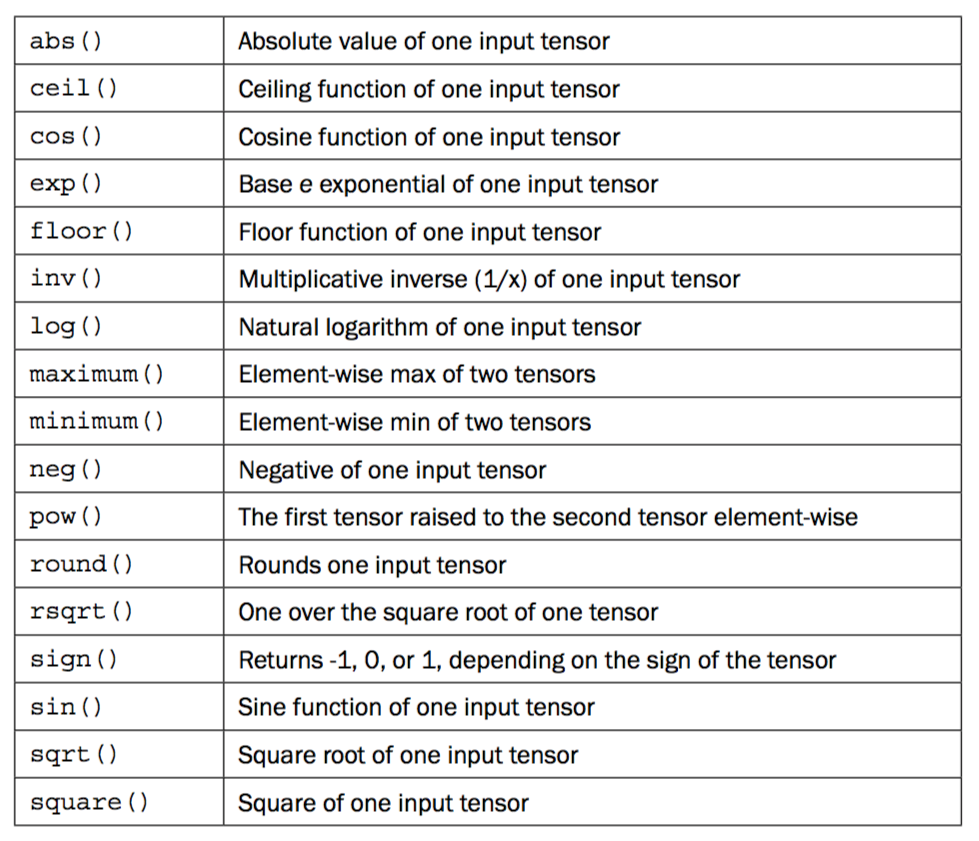 abs() Absolute value of one input tensor
ceil() Ceiling function of one input tensor
cos() Cosine function of one input tensor
exp() Base e exponential of one input tensor
floor() Floor function of one input tensor
inv() Multiplicative inverse (1/x) of one input tensor
log() Natural logarithm of one input tensor
maximum() Element-wise max of two tensors
minimum() Element-wise min of two tensors
neg() Negative of one input tensor
pow() The first tensor raised to the second tensor element-wise
round() Rounds one input tensor
rsqrt() One over the square root of one tensor
sign() Returns -1, 0, or 1, depending on the sign of the tensor
sin() Sine function of one input tensor
sqrt() Square root of one input tensor
square() Square of one input tensor